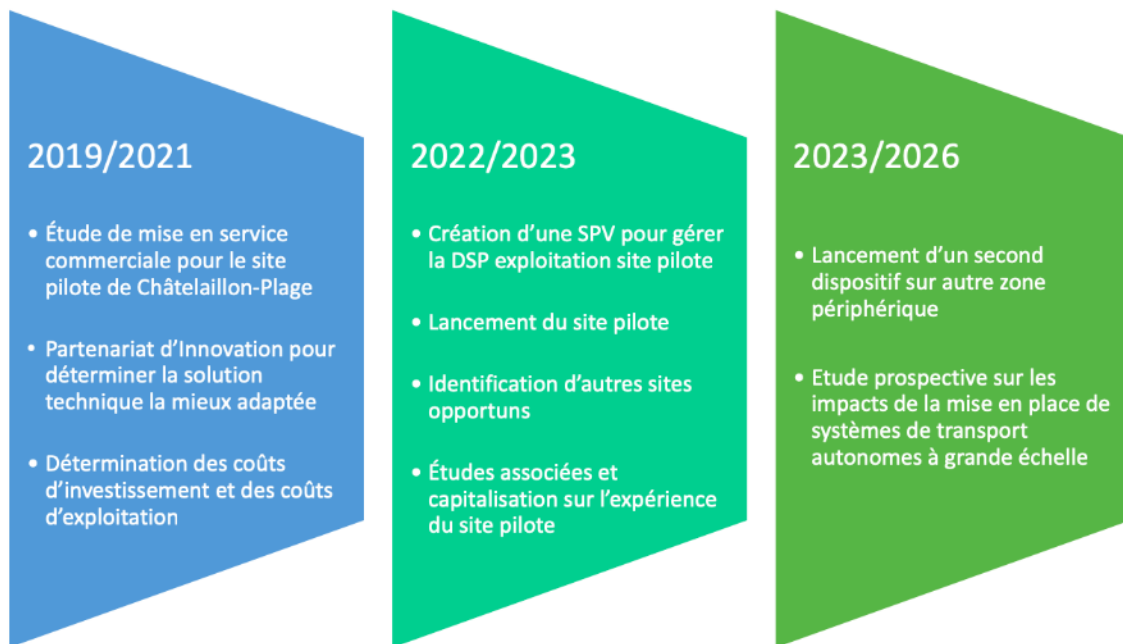 2019/2021
• Étude de mise en service
commerciale pour le site
pilote de Châtelaillon-Plage
• Partenariat d’Innovation pour
déterminer la solution
technique la mieux adaptée
• Détermination des coûts
d’investissement et des coûts
d’exploitation
2022/2023
• Création d’une SPV pour gérer
la DSP exploitation site pilote
• Lancement du site pilote
• Identification d’autres sites
opportuns
• Études associées et
capitalisation sur l’expérience
du site pilote
2023/2026
• Lancement d’un second
dispositif sur autre zone
périphérique
• Etude prospective sur les
impacts de la mise en place de
systèmes de transport
autonomes à grande échelle